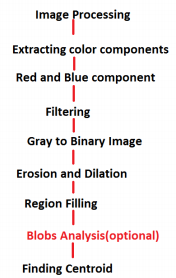 Image Processing
Extracting color components
Red and Blue component
Filtering
Gray to Binary Image
Erosion and Dilation
Region Filling
Blobs Analysis(optional)
Finding Centroid